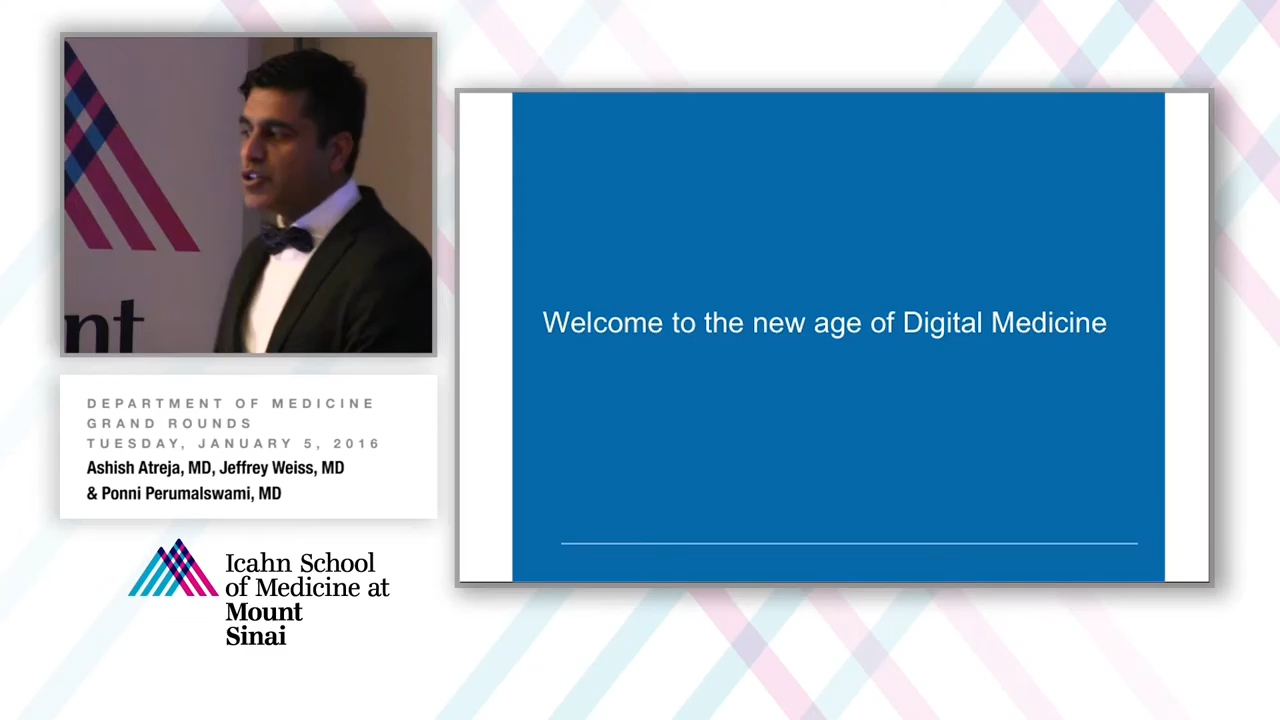 nt
DEPARTMENT OF MEDICINE
GRAND ROUNDS
TUESDAY, JANUARY 5, 2016
Ashish Atreja, MD, Jeffrey Weiss, MD
& Ponni Perumalswami, MD
Icahn School
of Medicine at
Mount
Sinai
Welcome to the new age of Digital Medicine